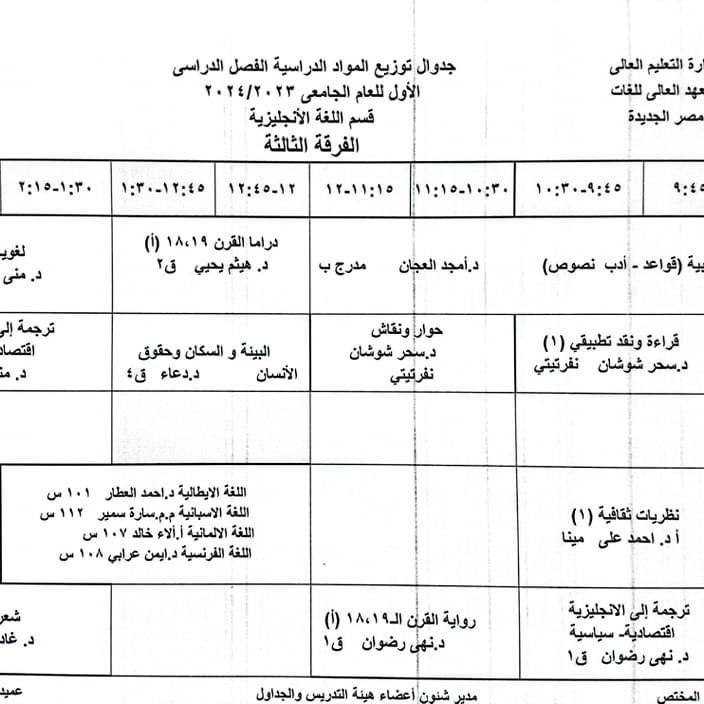 رة التعليم العالى
عهد العالى للغات
مصر الجديدة
جدوال توزيع المواد الدراسية الفصل الدراسى
الأول للعام الجامعى ٢٠٢٤/٢٠٢٣
قسم اللغة الأنجليزية
الفرقة الثالثة
٩:٤٥ ١٠:٣٠-٩:٤٥ ١١:١٥-١٠:٣٠ ١٢-١١:١٥ ١٢:٤٥-١٢ ١:٣٠-١٢:٤٥ ٢:١٥-١:٣٠
بية (قواعد - أدب نصوص) د.أمجد العجان مدرج ب
دراما القرن ١٨،١٩ (أ)
د. هيثم يحيي ق٢
لغوي
د. منى
قراءة ونقد تطبيقي (١)
د.سحر شوشان نفرتيتي
حوار ونقاش
د.سحر شوشان
نفرتيتي
البيئة و السكان وحقوق
الأنسان د.دعاء ق٤
ترجمة إلى
اقتصاد
د. من
نظريات ثقافية (١)
أ د. احمد على مينا
اللغة الايطالية د.احمد العطار ١٠١ س
اللغة الاسبانية م.م.سارة سمير ١١٢ س
اللغة الالمانية أ.ألاء خالد ١٠٧ س
اللغة الفرنسية د.ايمن عرابي ١٠٨ س
ترجمة إلى الانجليزية
اقتصادية- سياسية
د. نهى رضوان ق١
رواية القرن الـ١٨،١٩ (أ)
د.نهى رضوان ق١
شعر
د. غاد
المختص مدير شئون أعضاء هيئة التدريس والجداول عميد